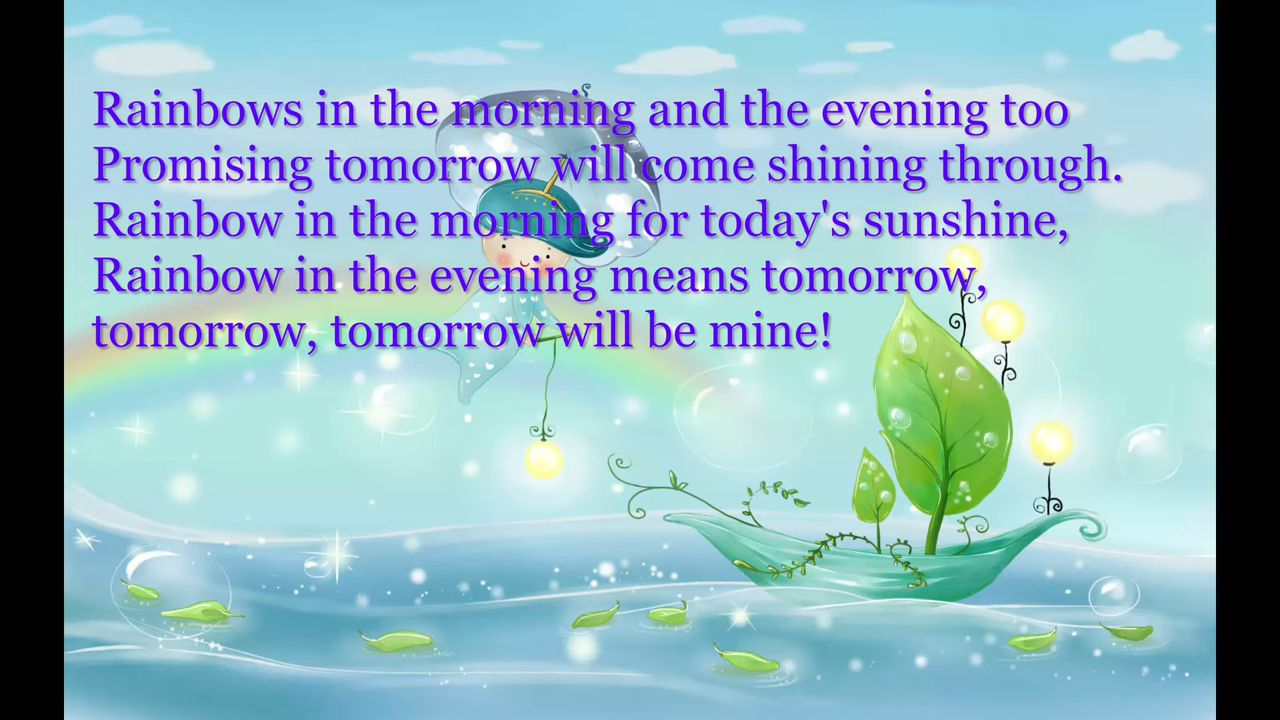 Rainbows in the morning and the evening too
Promising tomorrow will come shining through.
Rainbow in the morning for today's sunshine,
Rainbow in the evening means tomorrow,
tomorrow, tomorrow will be mine!